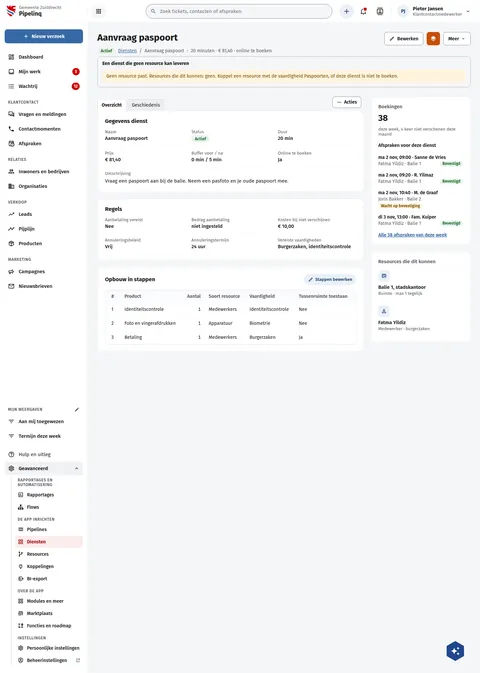 Gemeente Zuiddrecht
Pipelinq
Zoek tickets, contacten of afspraken
Pieter Jansen
Klantcontactmedewerker
+ Nieuw verzoek
Dashboard
Mijn werk
Wachtrij
KLANTCONTACT
Vragen en meldingen
Contactmomenten
Afspraken
RELATIES
Inwoners en bedrijven
Organisaties
VERKOOP
Leads
Pijplijn
Producten
MARKETING
Campagnes
Nieuwsbrieven
MIJN WEERGAVEN
Aan mij toegewezen
Termijn deze week
Hulp en uitleg
Geavanceerd
RAPPORTAGES EN AUTOMATISERING
Rapportages
Flows
DE APP INRICHTEN
Pipelines
Diensten
Resources
Koppelingen
BI-export
OVER DE APP
Modules en meer
Marktplaats
Functies en roadmap
INSTELLINGEN
Persoonlijke instellingen
Beheerinstellingen
Aanvraag paspoort
Bewerken
Meer
Actief Diensten / Aanvraag paspoort · 20 minuten · € 81,40 · online te boeken
Een dienst die geen resource kan leveren
Geen resource past. Resources die dit kunnen: geen. Koppel een resource met de vaardigheid Paspoorten, of deze dienst is niet te boeken.
Overzicht
Geschiedenis
Acties
Gegevens dienst
Naam Status Duur
Aanvraag paspoort Actief 20 min
Prijs Buffer voor / na Online te boeken
€ 81,40 0 min / 5 min Ja
Omschrijving
Vraag een paspoort aan bij de balie. Neem een pasfoto en je oude paspoort mee.
Regels
Aanbetaling vereist Bedrag aanbetaling Kosten bij niet verschijnen
Nee niet ingesteld € 10,00
Annuleringsbeleid Annuleringstermijn Vereiste vaardigheden
Vrij 24 uur Burgerzaken, identiteitscontrole
Opbouw in stappen
Stappen bewerken
# Product Aantal Soort resource Vaardigheid Tussenruimte toestaan
1 Identiteitscontrole 1 Medewerkers Identiteitscontrole Nee
2 Foto en vingerafdrukken 1 Apparatuur Biometrie Nee
3 Betaling 1 Medewerkers Burgerzaken Ja
Boekingen
38
deze week, 4 keer niet verschenen deze maand
Afspraken voor deze dienst
ma 2 nov, 09:00 · Sanne de Vries
Fatma Yildiz · Balie 1
Bevestigd
ma 2 nov, 09:20 · R. Yilmaz
Fatma Yildiz · Balie 1
Bevestigd
ma 2 nov, 10:40 · M. de Graaf
Joris Bakker · Balie 2
Wacht op bevestiging
di 3 nov, 13:00 · Fam. Kuiper
Fatma Yildiz · Balie 1
Bevestigd
Alle 38 afspraken van deze week
Resources die dit kunnen
Balie 1, stadskantoor
Ruimte · max 1 tegelijk
Fatma Yildiz
Medewerker · burgerzaken